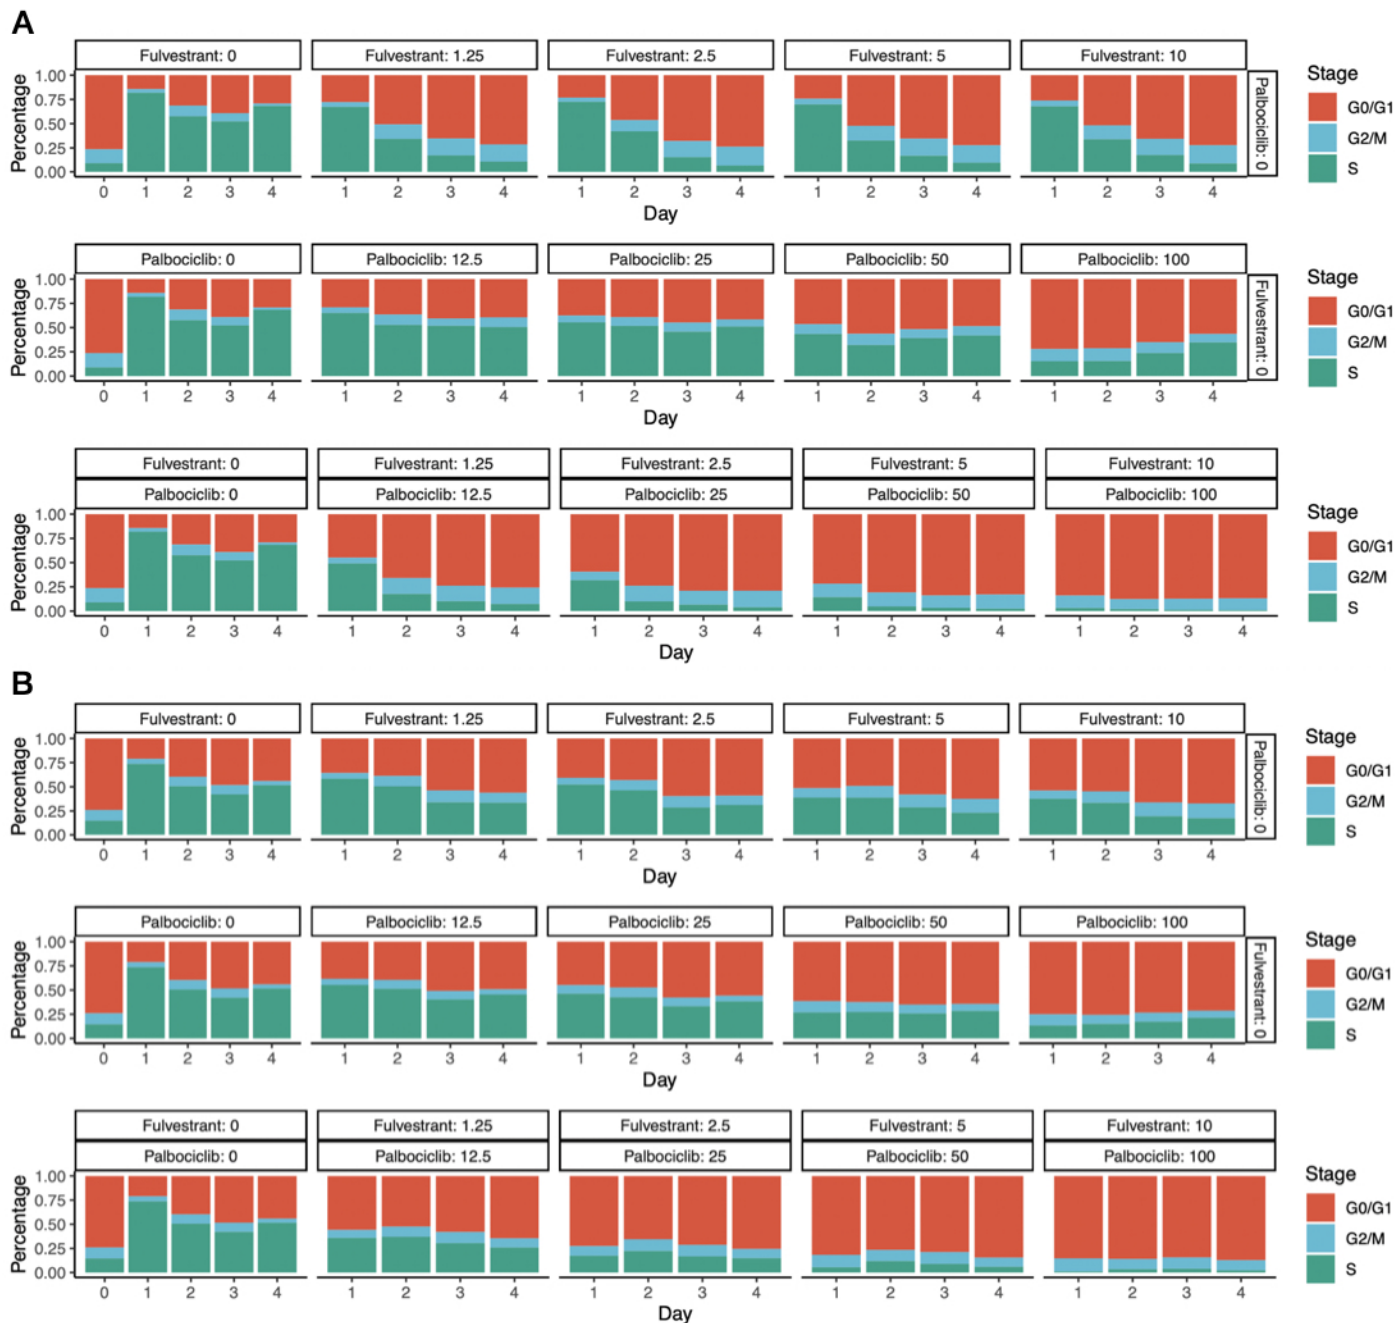 A
Fulvestrant: 0 Fulvestrant: 1.25 Fulvestrant: 2.5 Fulvestrant: 5 Fulvestrant: 10
Percentage
1.00
0.75
0.50
0.25
0.00
0 1 2 3 4 1 2 3 4 1 2 3 4 1 2 3 4 1 2 3 4
Day
Palbociclib: 0
Stage
G0/G1
G2/M
S
Palbociclib: 0 Palbociclib: 12.5 Palbociclib: 25 Palbociclib: 50 Palbociclib: 100
Percentage
1.00
0.75
0.50
0.25
0.00
0 1 2 3 4 1 2 3 4 1 2 3 4 1 2 3 4 1 2 3 4
Day
Fulvestrant: 0
Stage
G0/G1
G2/M
S
Fulvestrant: 0 Fulvestrant: 1.25 Fulvestrant: 2.5 Fulvestrant: 5 Fulvestrant: 10
Palbociclib: 0 Palbociclib: 12.5 Palbociclib: 25 Palbociclib: 50 Palbociclib: 100
Percentage
1.00
0.75
0.50
0.25
0.00
0 1 2 3 4 1 2 3 4 1 2 3 4 1 2 3 4 1 2 3 4
Day
Stage
G0/G1
G2/M
S
B
Fulvestrant: 0 Fulvestrant: 1.25 Fulvestrant: 2.5 Fulvestrant: 5 Fulvestrant: 10
Percentage
1.00
0.75
0.50
0.25
0.00
0 1 2 3 4 1 2 3 4 1 2 3 4 1 2 3 4 1 2 3 4
Day
Palbociclib: 0
Stage
G0/G1
G2/M
S
Palbociclib: 0 Palbociclib: 12.5 Palbociclib: 25 Palbociclib: 50 Palbociclib: 100
Percentage
1.00
0.75
0.50
0.25
0.00
0 1 2 3 4 1 2 3 4 1 2 3 4 1 2 3 4 1 2 3 4
Day
Fulvestrant: 0
Stage
G0/G1
G2/M
S
Fulvestrant: 0 Fulvestrant: 1.25 Fulvestrant: 2.5 Fulvestrant: 5 Fulvestrant: 10
Palbociclib: 0 Palbociclib: 12.5 Palbociclib: 25 Palbociclib: 50 Palbociclib: 100
Percentage
1.00
0.75
0.50
0.25
0.00
0 1 2 3 4 1 2 3 4 1 2 3 4 1 2 3 4 1 2 3 4
Day
Stage
G0/G1
G2/M
S